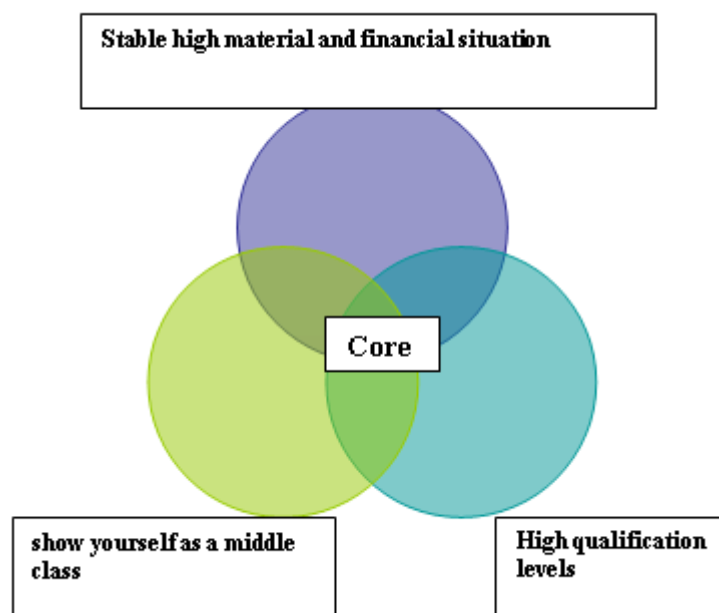 Stable high material and financial situation
Core
show yourself as a middle
class
High qualification
levels